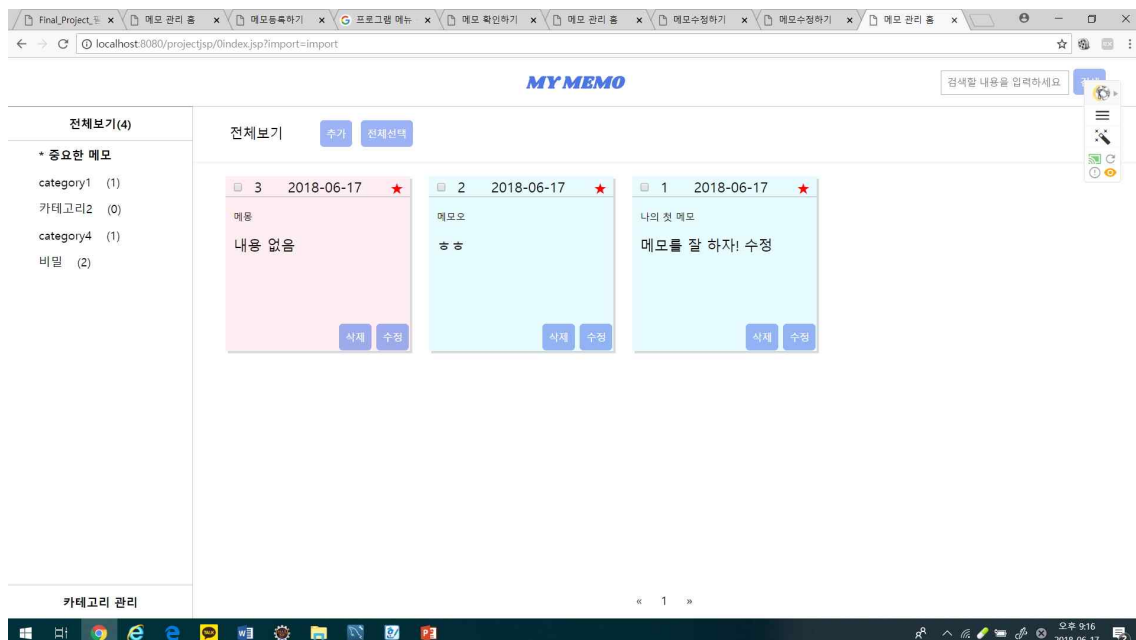 Final_Project_
메모 관리 홈
메모등록하기
프로그램 메뉴
메모 확인하기
메모 관리 홈
메모수정하기
메모수정하기
메모 관리 홈
localhost:8080/projectjsp/0index.jsp?import=import
MY MEMO
검색할 내용을 입력하세요
전체보기(4)
* 중요한 메모
category1 (1)
카테고리2 (0)
category4 (1)
비밀 (2)
카테고리 관리
전체보기 추가 전체선택
3 2018-06-17 ★
메몽
내용 없음
삭제 수정
2 2018-06-17 ★
메모오
ㅎㅎ
삭제 수정
1 2018-06-17 ★
나의 첫 메모
메모를 잘 하자! 수정
삭제 수정
« 1 »
오후 9:16
2018-06-17